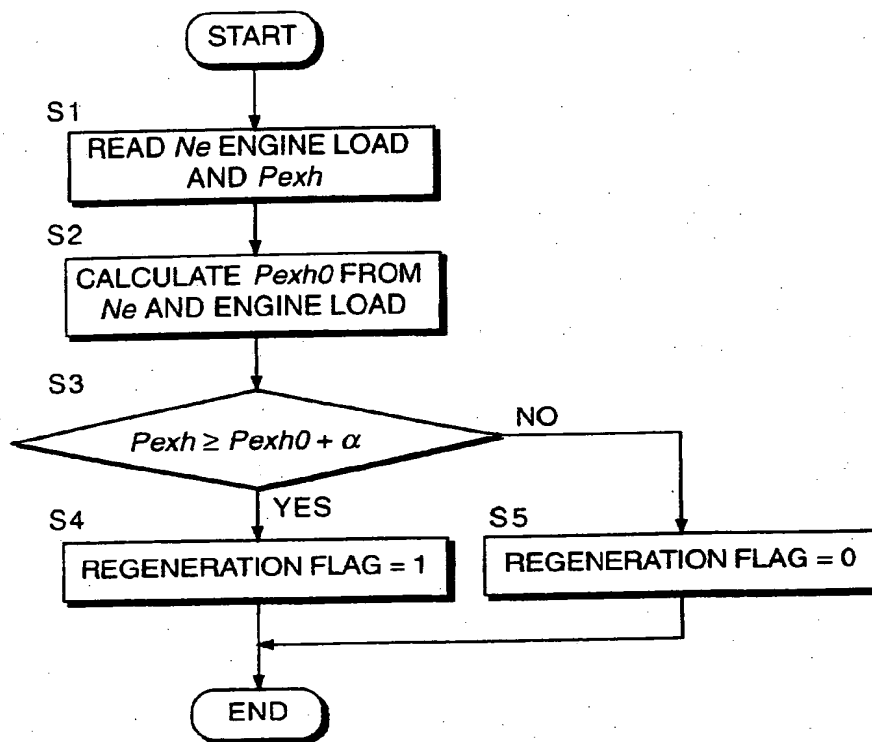 START
S1
READ Ne ENGINE LOAD
AND Pexh
S2
CALCULATE Pexh0 FROM
Ne AND ENGINE LOAD
S3
Pexh ≥ Pexh0 + α
NO
YES
S4
REGENERATION FLAG = 1
S5
REGENERATION FLAG = 0
END